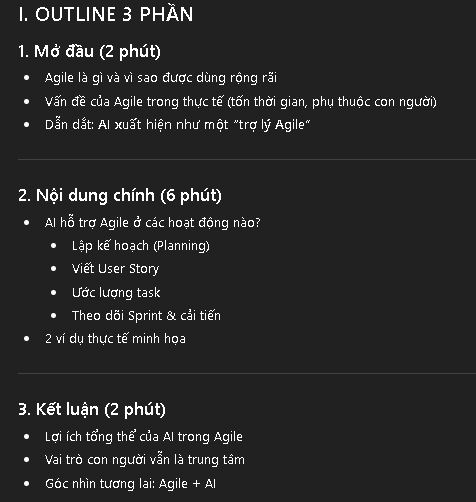 I. OUTLINE 3 PHẦN
1. Mở đầu (2 phút)
• Agile là gì và vì sao được dùng rộng rãi
• Vấn đề của Agile trong thực tế (tốn thời gian, phụ thuộc con người)
• Dẫn dắt: AI xuất hiện như một “trợ lý Agile”
2. Nội dung chính (6 phút)
• AI hỗ trợ Agile ở các hoạt động nào?
• Lập kế hoạch (Planning)
• Viết User Story
• Ước lượng task
• Theo dõi Sprint & cải tiến
• 2 ví dụ thực tế minh họa
3. Kết luận (2 phút)
• Lợi ích tổng thể của AI trong Agile
• Vai trò con người vẫn là trung tâm
• Góc nhìn tương lai: Agile + AI